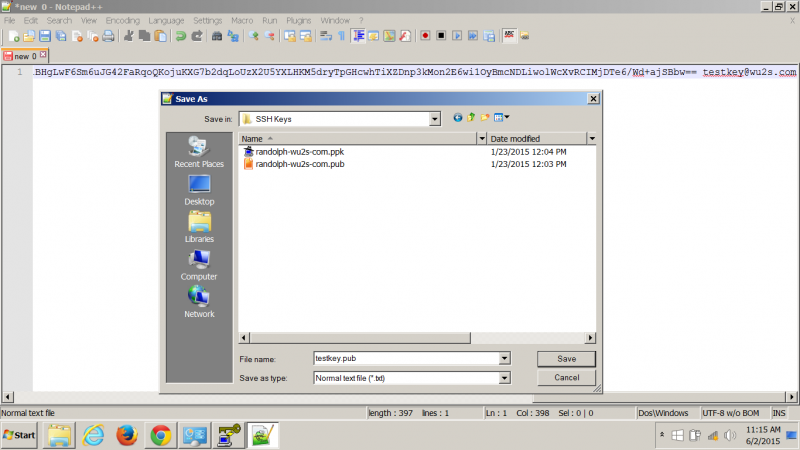 *new 0 - Notepad++
File Edit Search View Encoding Language Settings Macro Run Plugins Window ? X
new 0
1 .BHgLwF6Sm6uJG42FaRqoQKojuKXG7b2dqLoUzX2U5YXLHKM5dryTpGHcwhTiXZDnp3kMon2E6wi1OyBmcNDLiwolWcXvRCIMjDTe6/Wd+ajSBbw== testkey@wu2s.com
Save As
Save in: SSH Keys
Name Date modified
randolph-wu2s-com.ppk 1/23/2015 12:04 PM
randolph-wu2s-com.pub 1/23/2015 12:03 PM
Recent Places
Desktop
Libraries
Computer
Network
File name: testkey.pub Save
Save as type: Normal text file (*.txt) Cancel
Normal text file length : 397 lines : 1 Ln : 1 Col : 398 Sel : 0 | 0 Dos\Windows UTF-8 w/o BOM INS
Start 11:15 AM
6/2/2015